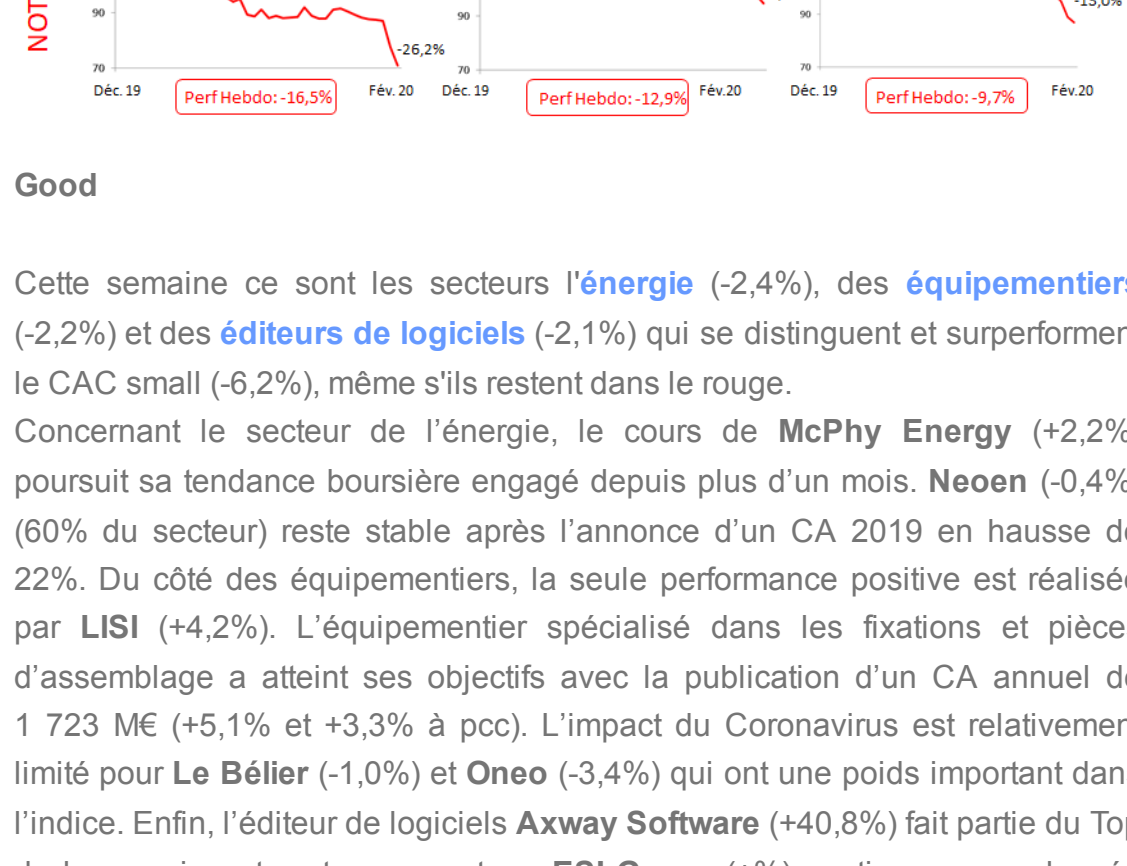 NOT
90
90
90
-15,0%
-26,2%
70
70
70
Déc. 19
Perf Hebdo: -16,5%
Fév. 20
Déc. 19
Perf Hebdo: -12,9%
Fév.20
Déc. 19
Perf Hebdo: -9,7%
Fév.20
Good
Cette semaine ce sont les secteurs l'énergie (-2,4%), des équipementiers
(-2,2%) et des éditeurs de logiciels (-2,1%) qui se distinguent et surperformen
le CAC small (-6,2%), même s'ils restent dans le rouge.
Concernant le secteur de l’énergie, le cours de McPhy Energy (+2,2%
poursuit sa tendance boursière engagé depuis plus d’un mois. Neoen (-0,4%
(60% du secteur) reste stable après l’annonce d’un CA 2019 en hausse de
22%. Du côté des équipementiers, la seule performance positive est réalisée
par LISI (+4,2%). L’équipementier spécialisé dans les fixations et pièce
d’assemblage a atteint ses objectifs avec la publication d’un CA annuel de
1 723 M€ (+5,1% et +3,3% à pcc). L’impact du Coronavirus est relativemen
limité pour Le Bélier (-1,0%) et Oneo (-3,4%) qui ont une poids important dan
l’indice. Enfin, l’éditeur de logiciels Axway Software (+40,8%) fait partie du Top